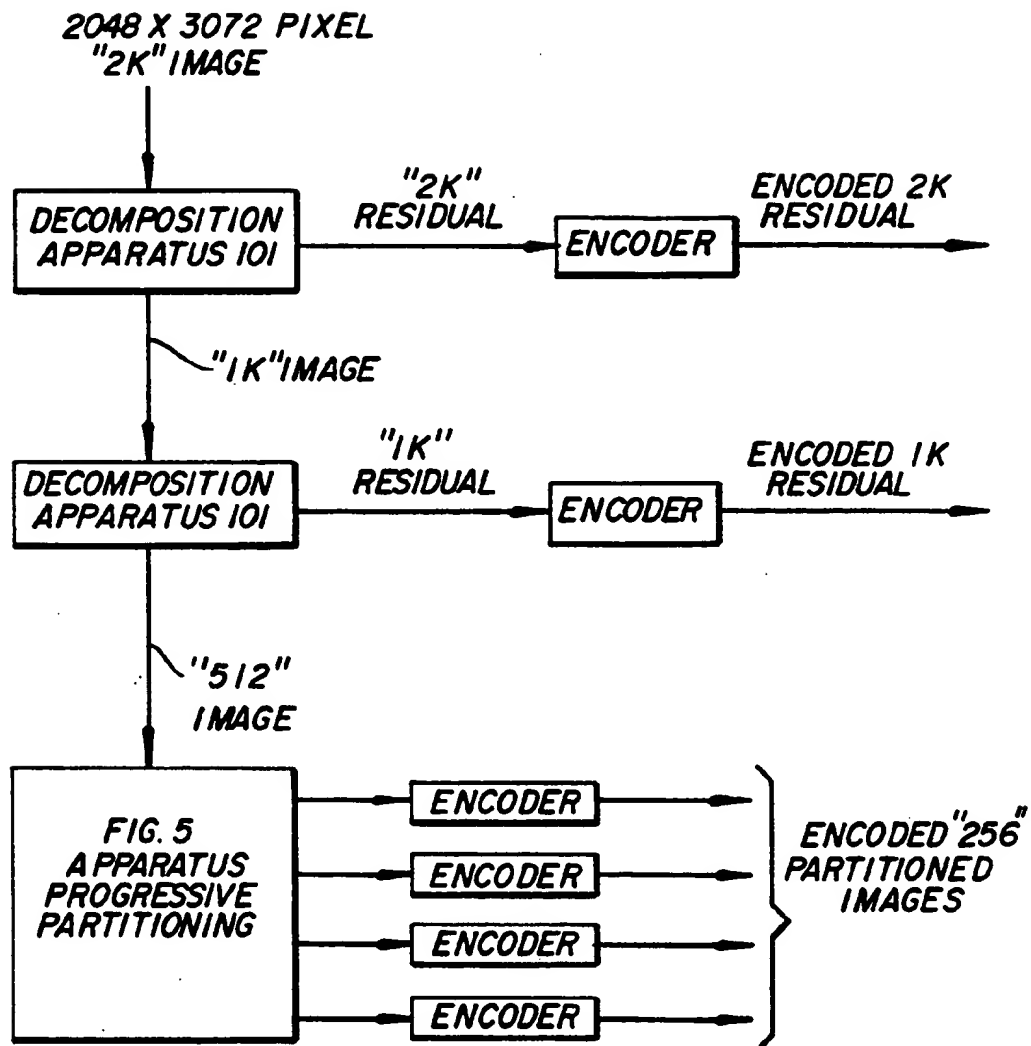 2048 X 3072 PIXEL
"2K" IMAGE
DECOMPOSITION
APPARATUS 101
"2K"
RESIDUAL
ENCODER
ENCODED 2K
RESIDUAL
"1K" IMAGE
DECOMPOSITION
APPARATUS 101
"1K"
RESIDUAL
ENCODER
ENCODED 1K
RESIDUAL
"512"
IMAGE
FIG. 5
APPARATUS
PROGRESSIVE
PARTITIONING
ENCODER
ENCODER
ENCODER
ENCODER
ENCODED "256"
PARTITIONED
IMAGES